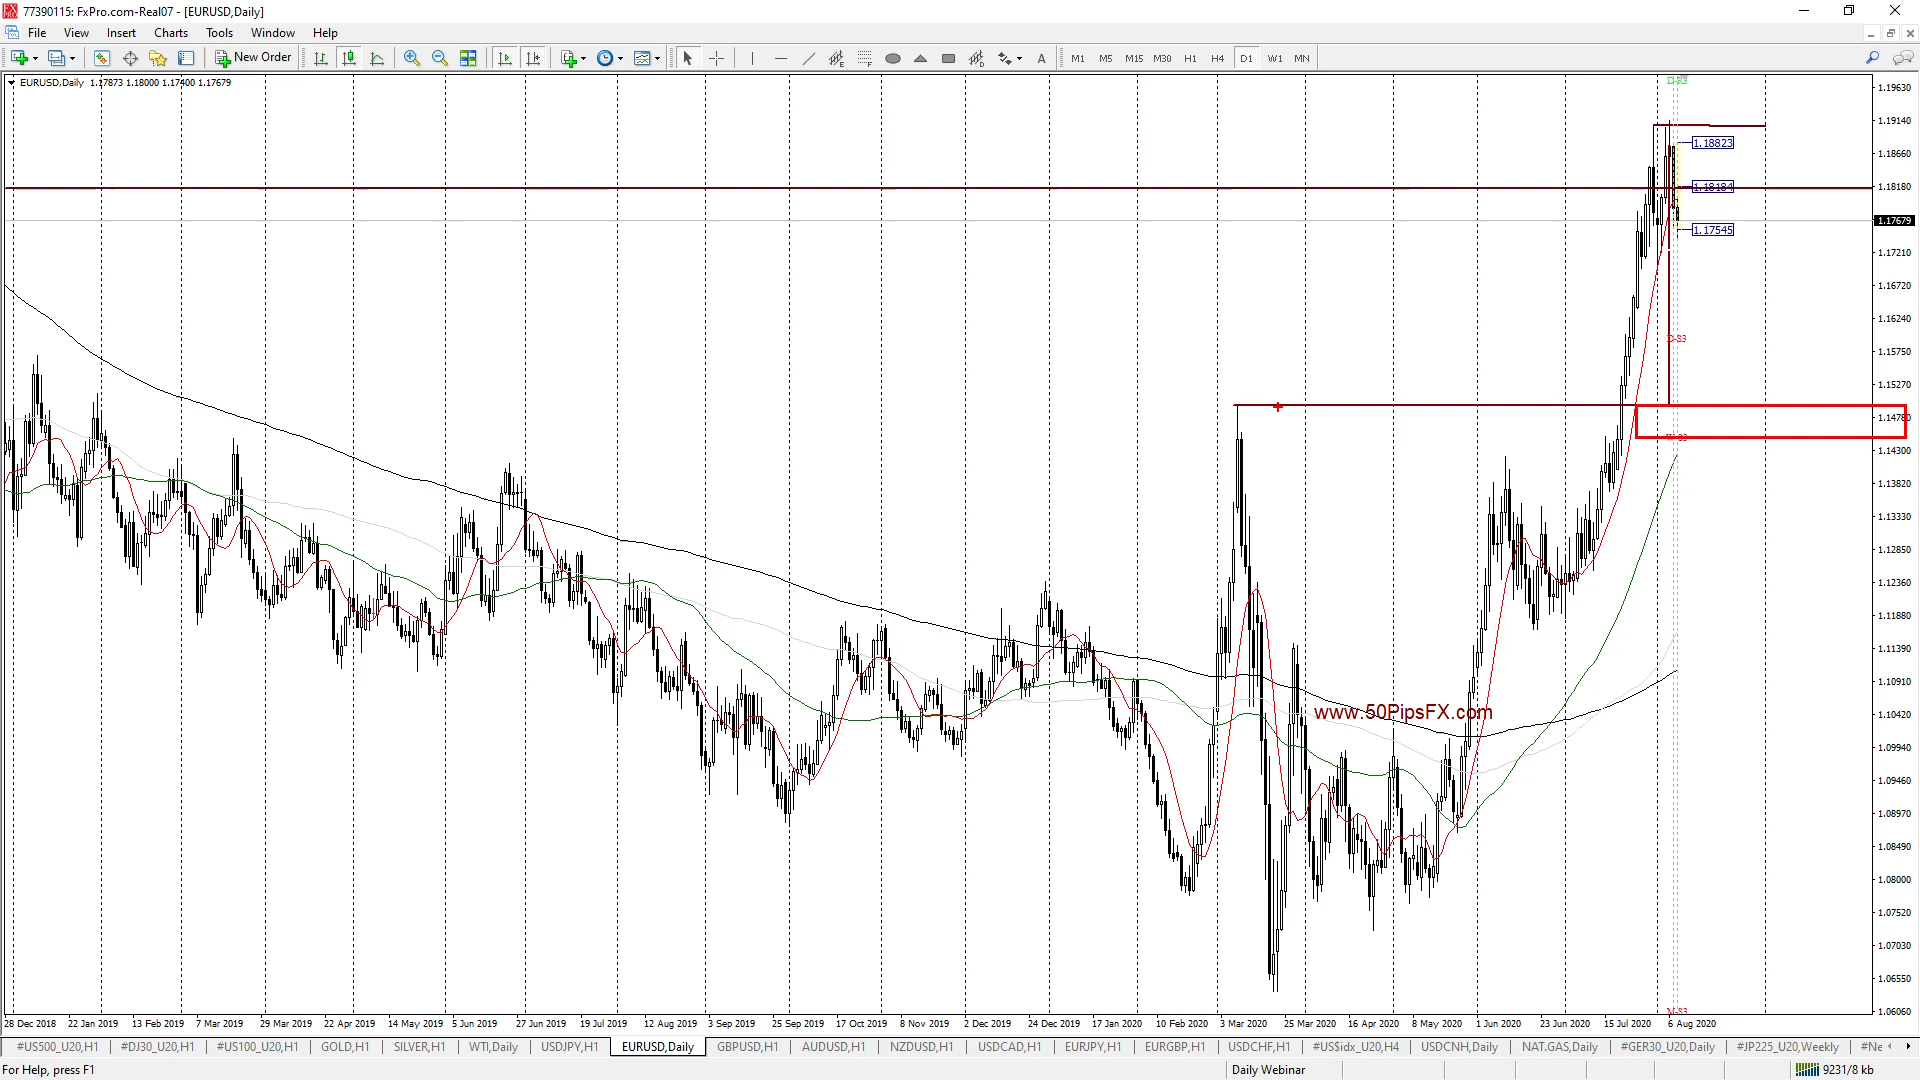 77390115: FxPro.com-Real07 - [EURUSD,Daily]
File View Insert Charts Tools Window Help
New Order M1 M5 M15 M30 H1 H4 D1 W1 MN
EURUSD,Daily 1.17873 1.18000 1.17400 1.17679
D-R3
1.19630
1.19140
1.18823
1.18660
1.18184
1.18180
1.17679
1.17545
1.17210
1.16720
1.16240
D-S3
1.15750
1.15270
1.14780
1.14300
1.13820
1.13330
1.12850
1.12360
1.11880
1.11390
1.10910
www.50PipsFX.com
1.10420
1.09940
1.09460
1.08970
1.08490
1.08000
1.07520
1.07030
1.06550
M-S3
1.06060
28 Dec 2018 22 Jan 2019 13 Feb 2019 7 Mar 2019 29 Mar 2019 22 Apr 2019 14 May 2019 5 Jun 2019 27 Jun 2019 19 Jul 2019 12 Aug 2019 3 Sep 2019 25 Sep 2019 17 Oct 2019 8 Nov 2019 2 Dec 2019 24 Dec 2019 17 Jan 2020 10 Feb 2020 3 Mar 2020 25 Mar 2020 16 Apr 2020 8 May 2020 1 Jun 2020 23 Jun 2020 15 Jul 2020 6 Aug 2020
#US500_U20,H1 #DJ30_U20,H1 #US100_U20,H1 GOLD,H1 SILVER,H1 WTI,Daily USDJPY,H1 EURUSD,Daily GBPUSD,H1 AUDUSD,H1 NZDUSD,H1 USDCAD,H1 EURJPY,H1 EURGBP,H1 USDCHF,H1 #US$idx_U20,H4 USDCNH,Daily NAT.GAS,Daily #GER30_U20,Daily #JP225_U20,Weekly #Ne
For Help, press F1 Daily Webinar 9231/8 kb